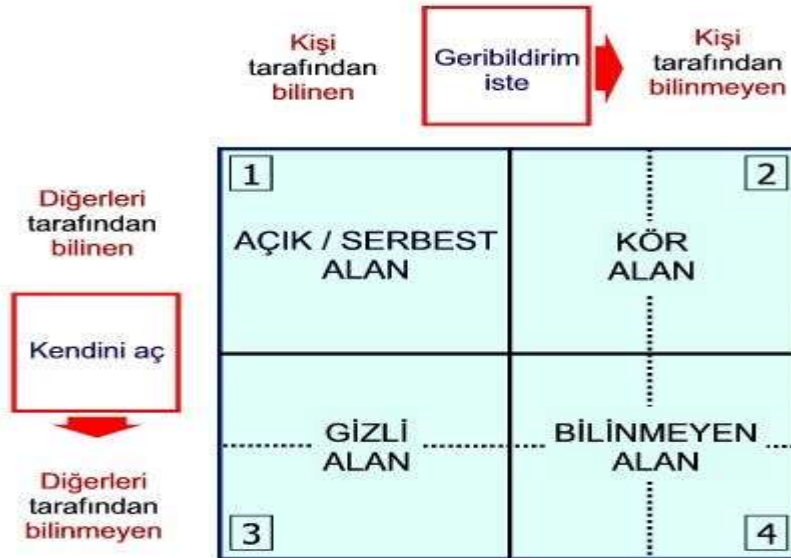 Kişi
tarafından
bilinen
Geribildirim
iste
Kişi
tarafından
bilinmeyen
Diğerleri
tarafından
bilinen
1
2
AÇIK / SERBEST
ALAN
KÖR
ALAN
Kendini aç
GİZLİ
ALAN
BİLİNMEYEN
ALAN
Diğerleri
tarafından
bilinmeyen
3
4